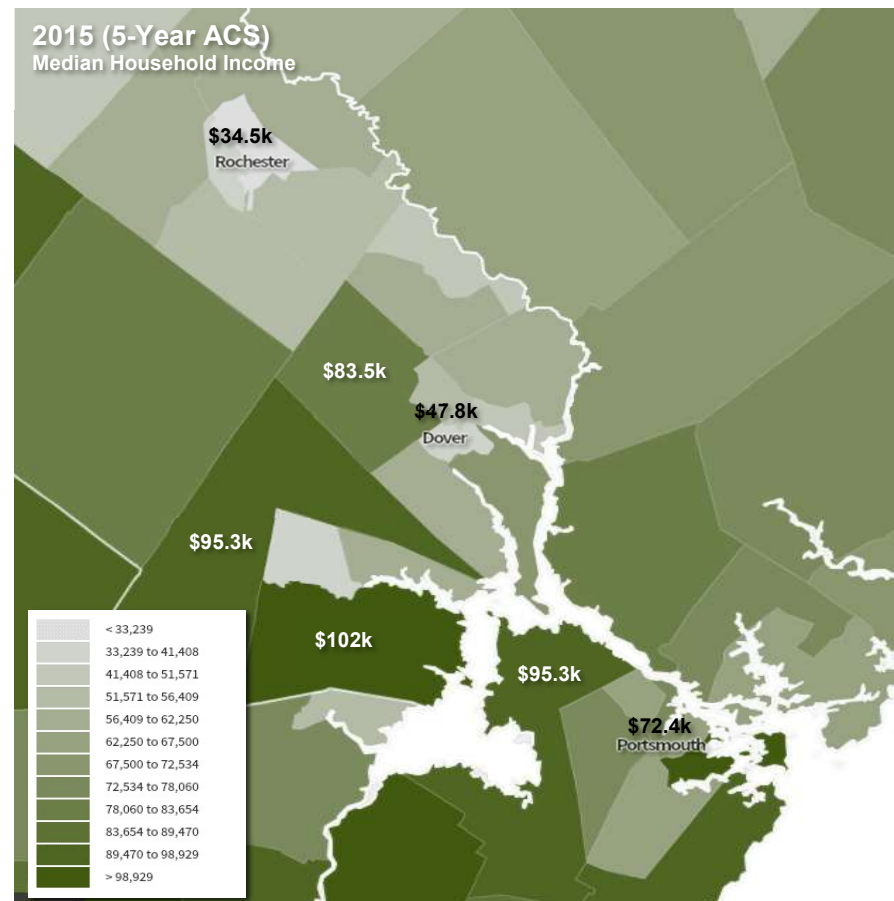 2015 (5-Year ACS)
Median Household Income
$34.5k
Rochester
$83.5k
$47.8k
Dover
$95.3k
$102k
$95.3k
$72.4k
Portsmouth
< 33,239
33,239 to 41,408
41,408 to 51,571
51,571 to 56,409
56,409 to 62,250
62,250 to 67,500
67,500 to 72,534
72,534 to 78,060
78,060 to 83,654
83,654 to 89,470
89,470 to 98,929
> 98,929